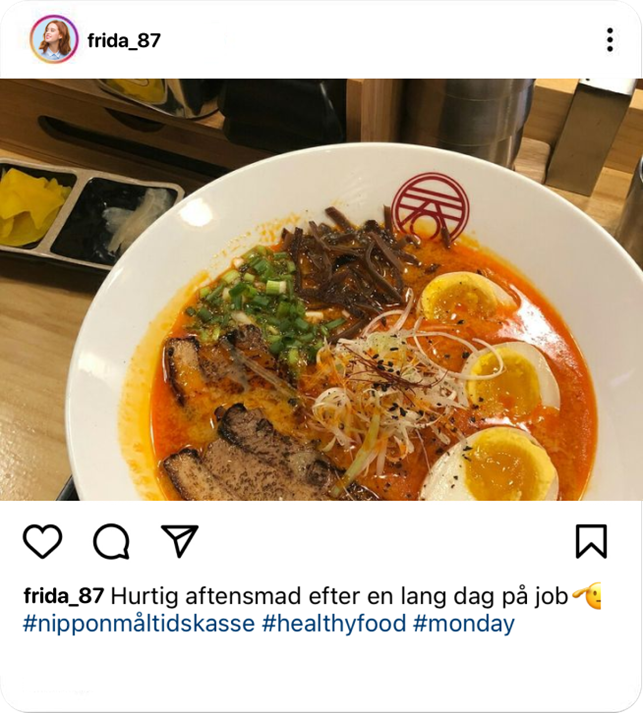 frida_87
frida_87 Hurtig aftensmad efter en lang dag på job🫡
#nipponmåltidskasse #healthyfood #monday